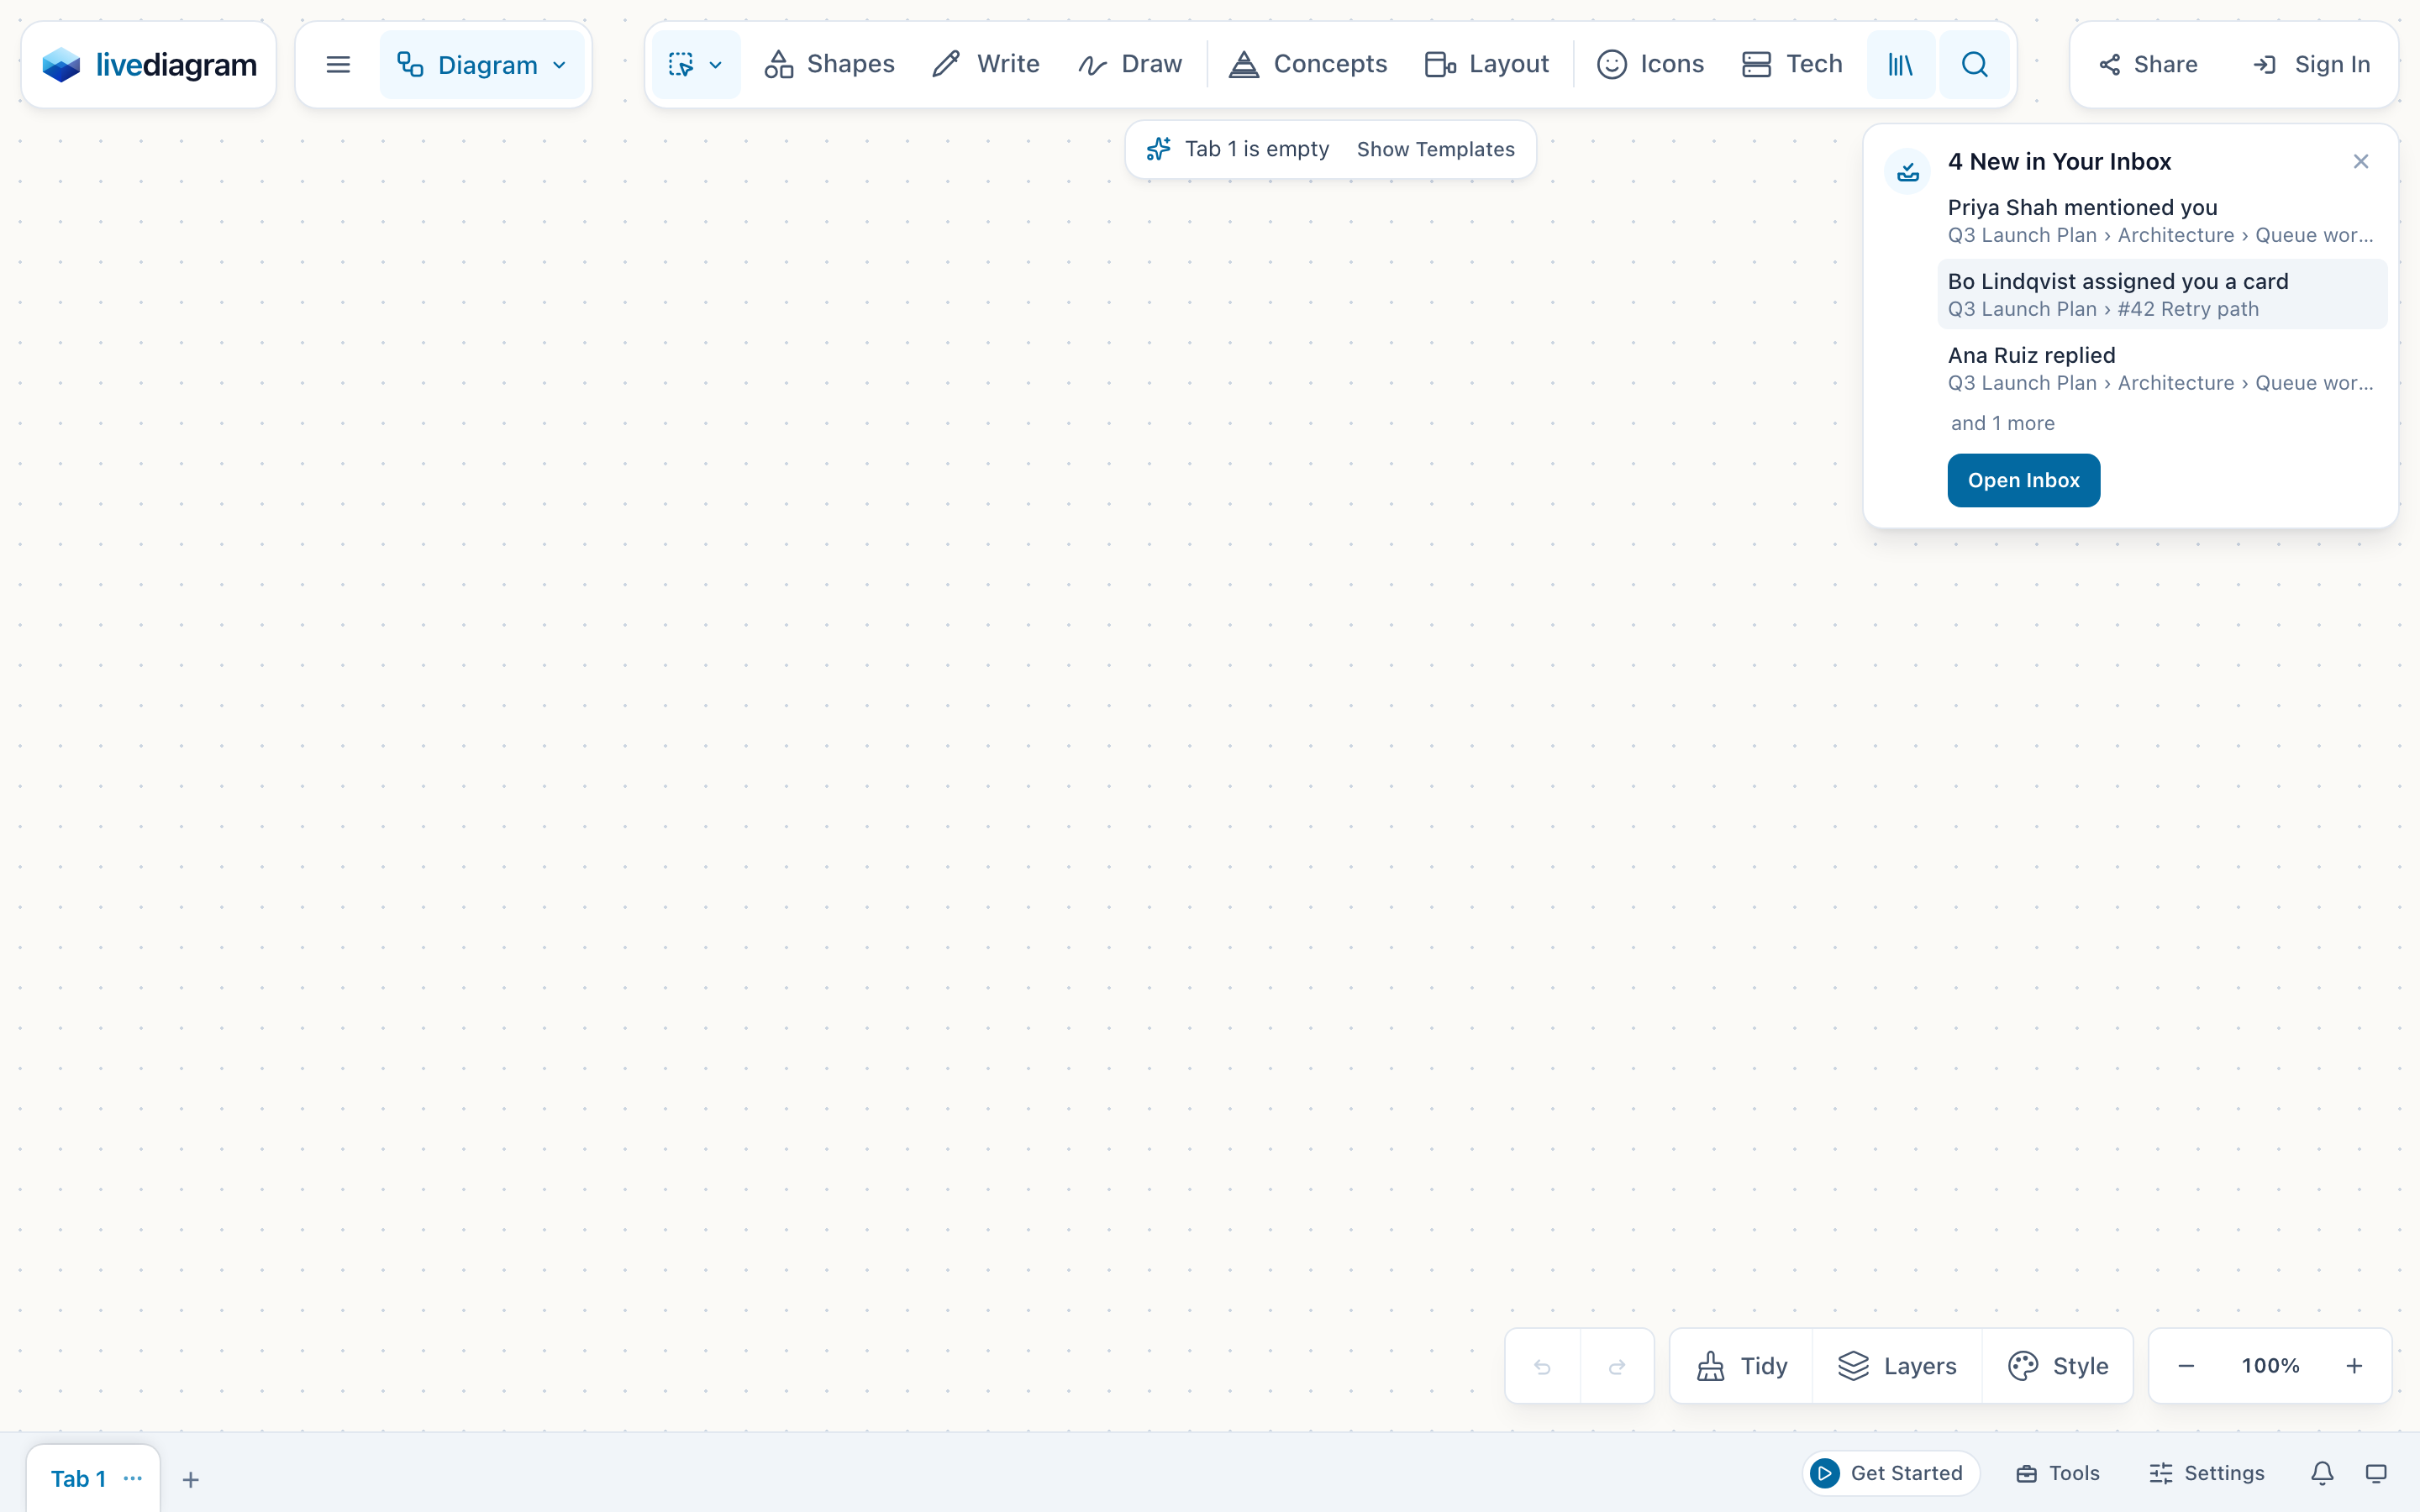 livediagram
Diagram
Shapes
Write
Draw
Concepts
Layout
Icons
Tech
Share
Sign In
Tab 1 is empty
Show Templates
4 New in Your Inbox
Priya Shah mentioned you
Q3 Launch Plan › Architecture › Queue wor...
Bo Lindqvist assigned you a card
Q3 Launch Plan › #42 Retry path
Ana Ruiz replied
Q3 Launch Plan › Architecture › Queue wor...
and 1 more
Open Inbox
Tidy
Layers
Style
100%
Tab 1
Get Started
Tools
Settings